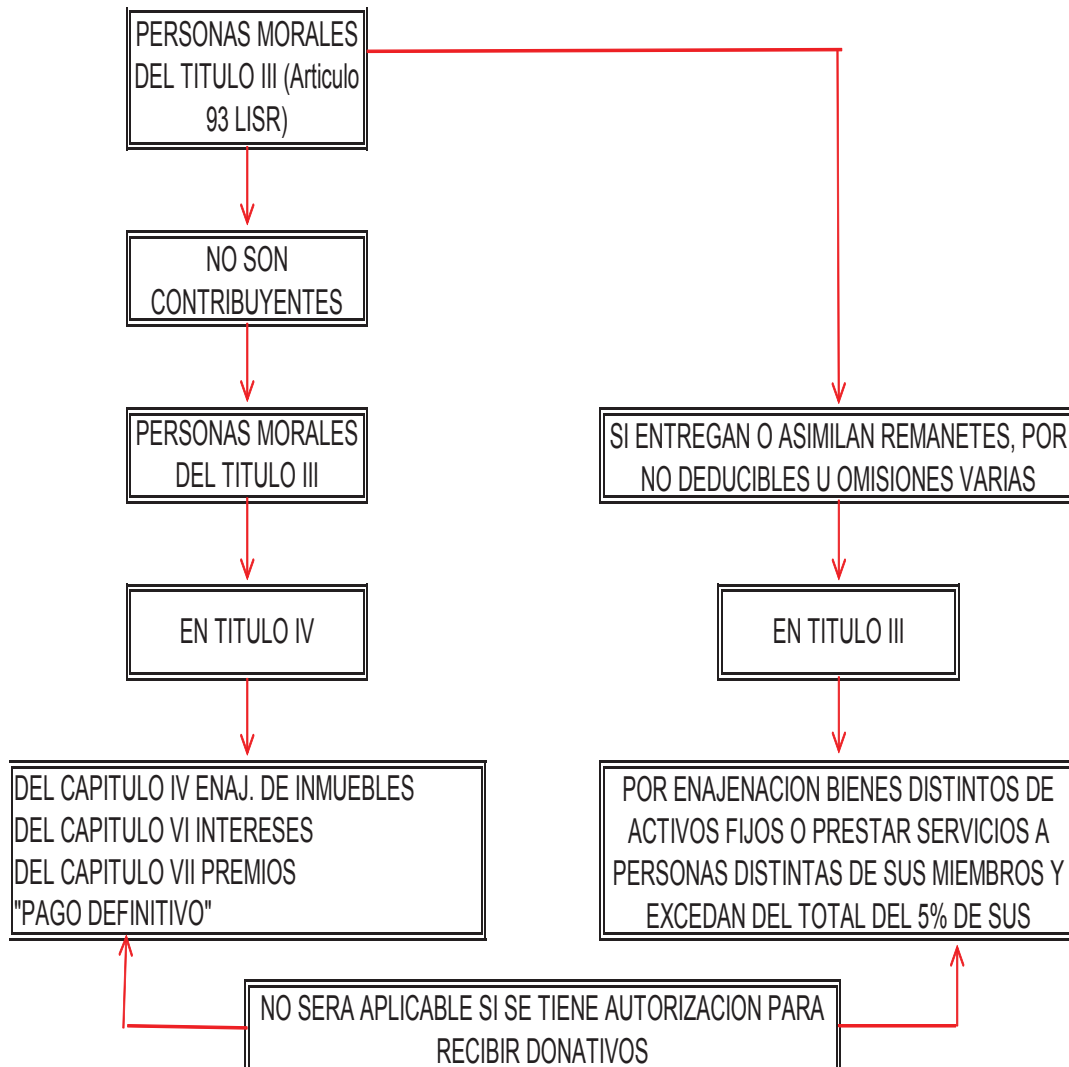 PERSONAS MORALES
DEL TITULO III (Articulo
93 LISR)
NO SON
CONTRIBUYENTES
PERSONAS MORALES
DEL TITULO III
SI ENTREGAN O ASIMILAN REMANETES, POR
NO DEDUCIBLES U OMISIONES VARIAS
EN TITULO IV
EN TITULO III
DEL CAPITULO IV ENAJ. DE INMUEBLES
DEL CAPITULO VI INTERESES
DEL CAPITULO VII PREMIOS
"PAGO DEFINITIVO"
POR ENAJENACION BIENES DISTINTOS DE
ACTIVOS FIJOS O PRESTAR SERVICIOS A
PERSONAS DISTINTAS DE SUS MIEMBROS Y
EXCEDAN DEL TOTAL DEL 5% DE SUS
NO SERA APLICABLE SI SE TIENE AUTORIZACION PARA
RECIBIR DONATIVOS